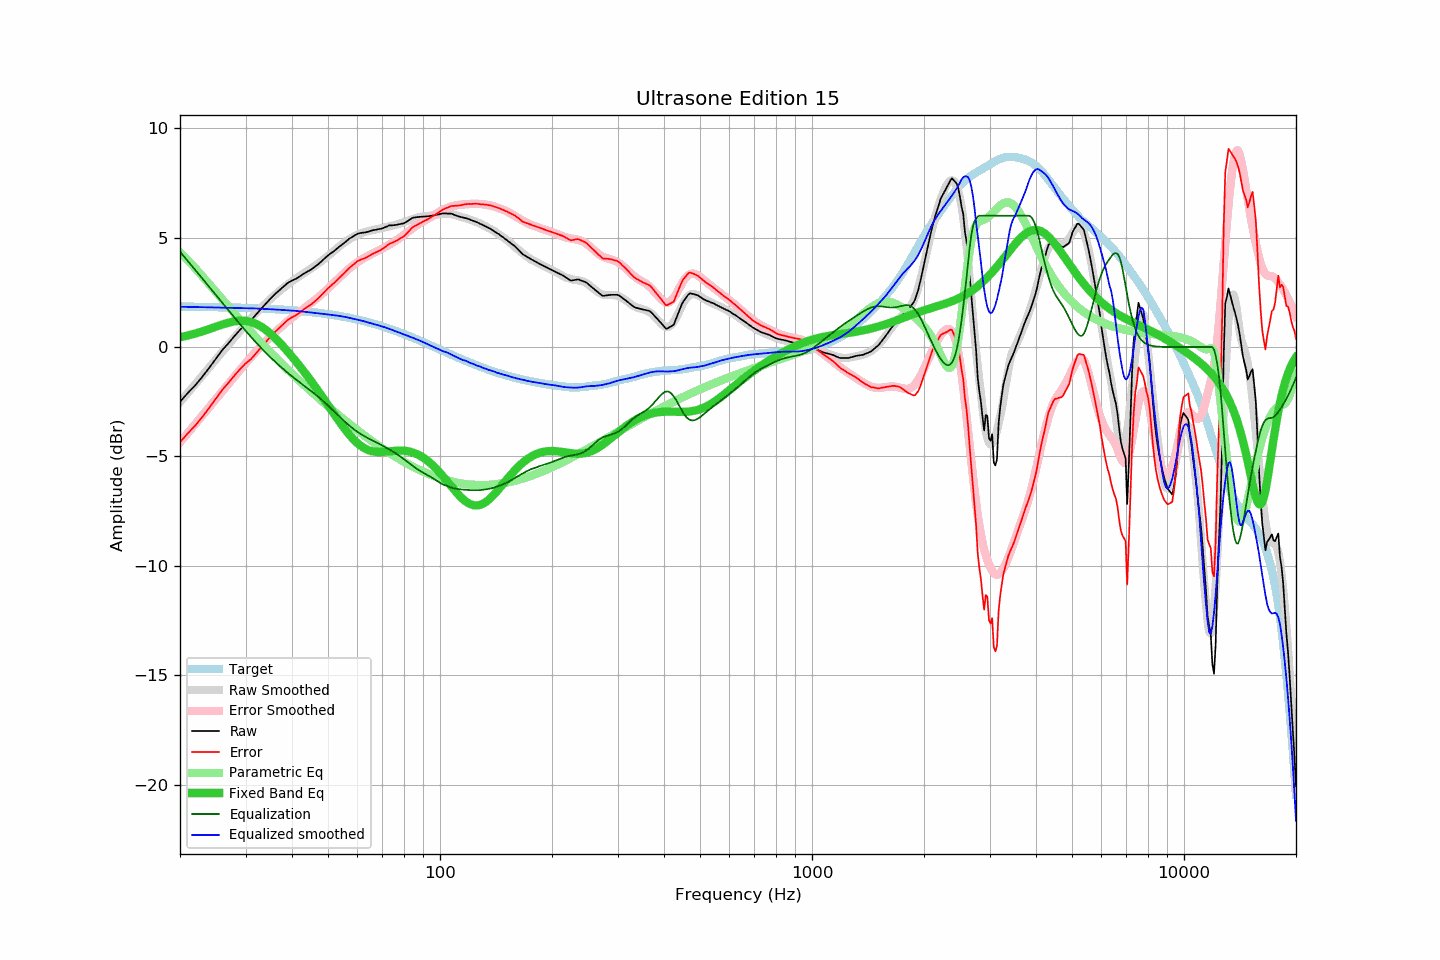 Ultrasone Edition 15
10
5
0
−5
−10
−15
−20
Amplitude (dBr)
Target
Raw Smoothed
Error Smoothed
Raw
Error
Parametric Eq
Fixed Band Eq
Equalization
Equalized smoothed
100
1000
10000
Frequency (Hz)